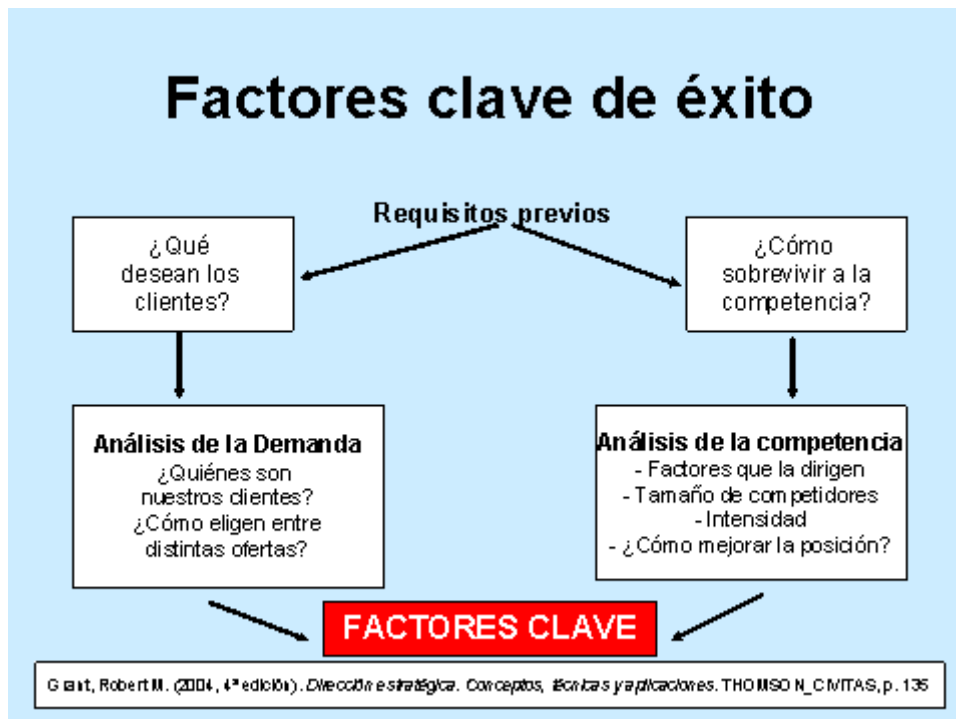 Factores clave de éxito
Requisitos previos
¿Qué
desean los
clientes?
¿Cómo
sobrevivir a la
competencia?
Análisis de la Demanda
¿Quiénes son
nuestros clientes?
¿Cómo eligen entre
distintas ofertas?
Análisis de la competencia
- Factores que la dirigen
- Tamaño de competidores
- Intensidad
- ¿Cómo mejorar la posición?
FACTORES CLAVE
Grant, Robert M. (2004, 4ª edición). Dirección estratégica. Conceptos, técnicas y aplicaciones. THOMSON_CIVITAS, p. 135